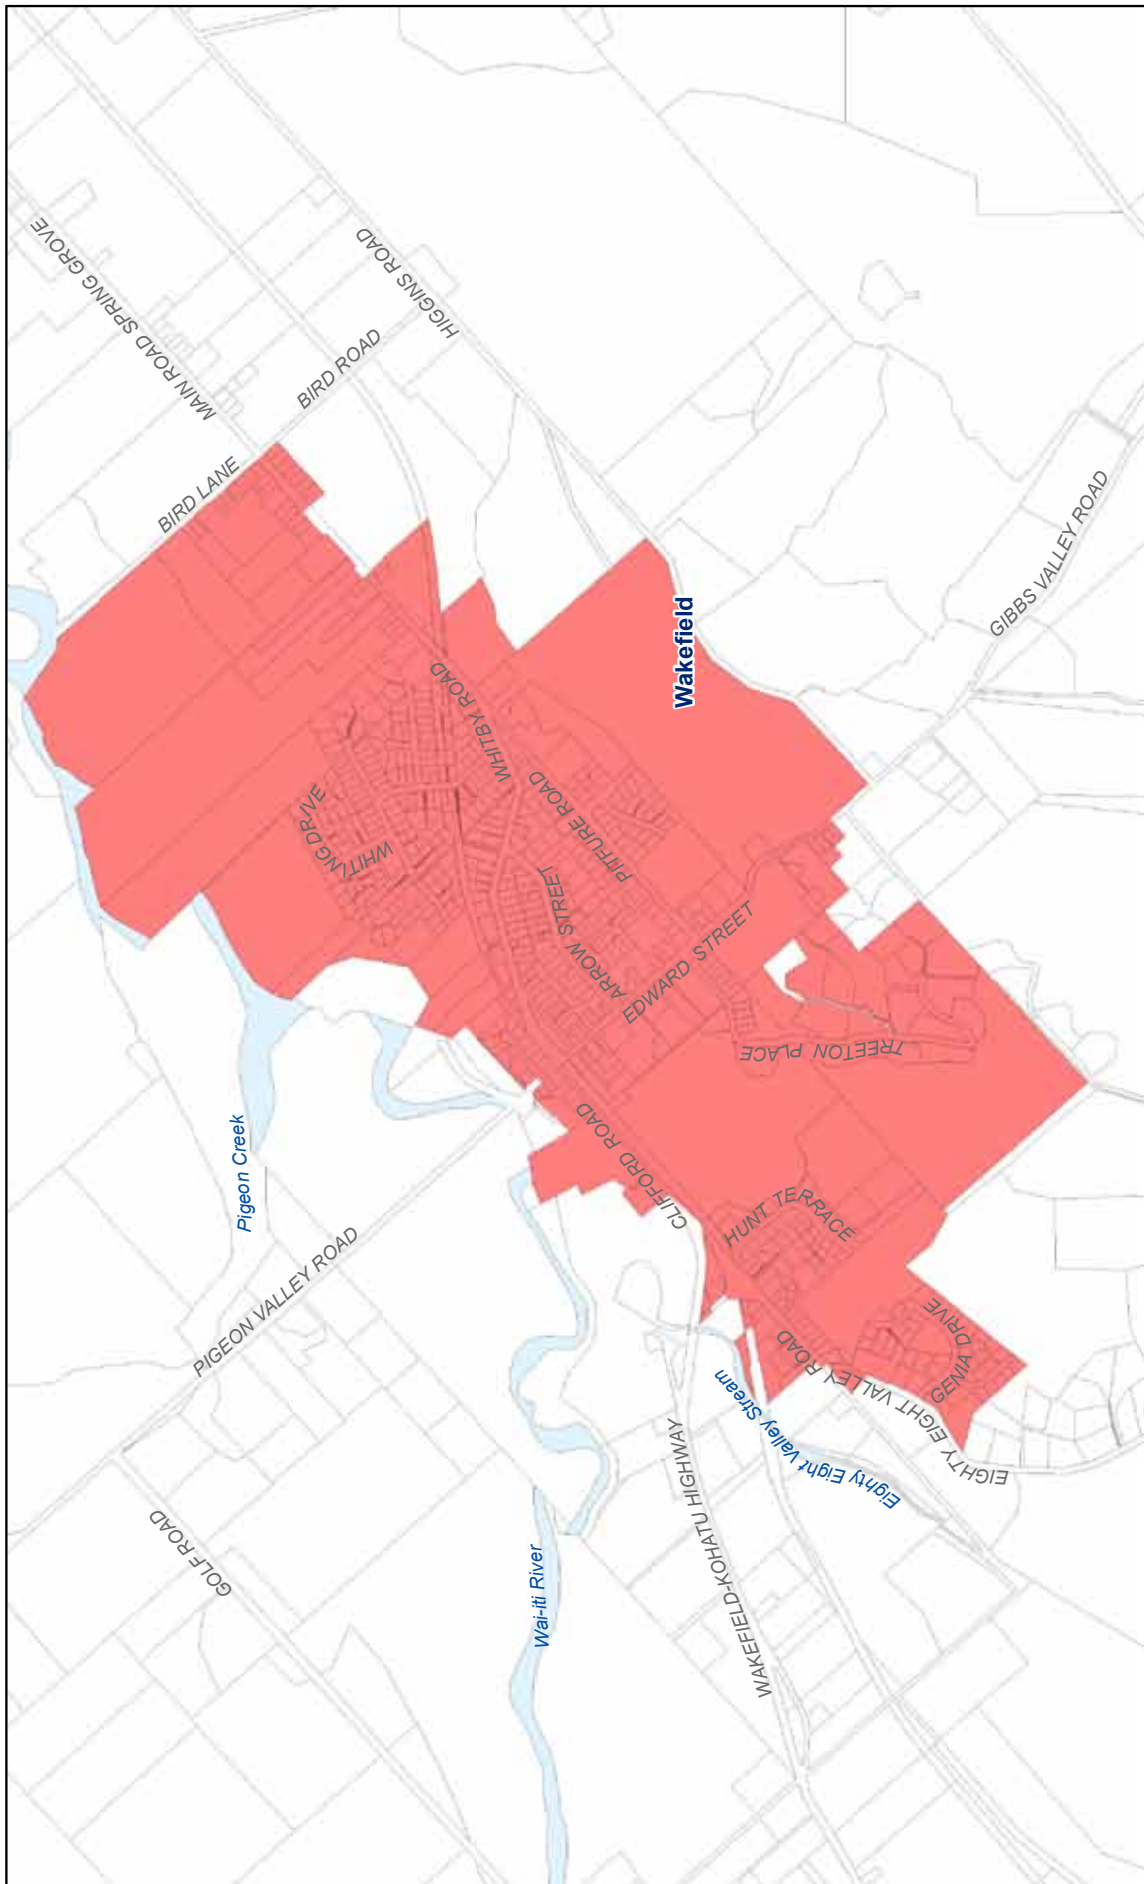 MAIN ROAD SPRING GROVE
HIGGINS ROAD
BIRD ROAD
BIRD LANE
GIBBS VALLEY ROAD
Wakefield
WHITBY ROAD
WHITING DRIVE
PITFURE ROAD
ARROW STREET
EDWARD STREET
TREETON PLACE
Pigeon Creek
CLIFFORD ROAD
HUNT TERRACE
PIGEON VALLEY ROAD
GENIA DRIVE
EIGHTY EIGHT VALLEY ROAD
Eighty Eight Valley Stream
WAKEFIELD-KOHATU HIGHWAY
GOLF ROAD
Wai-iti River